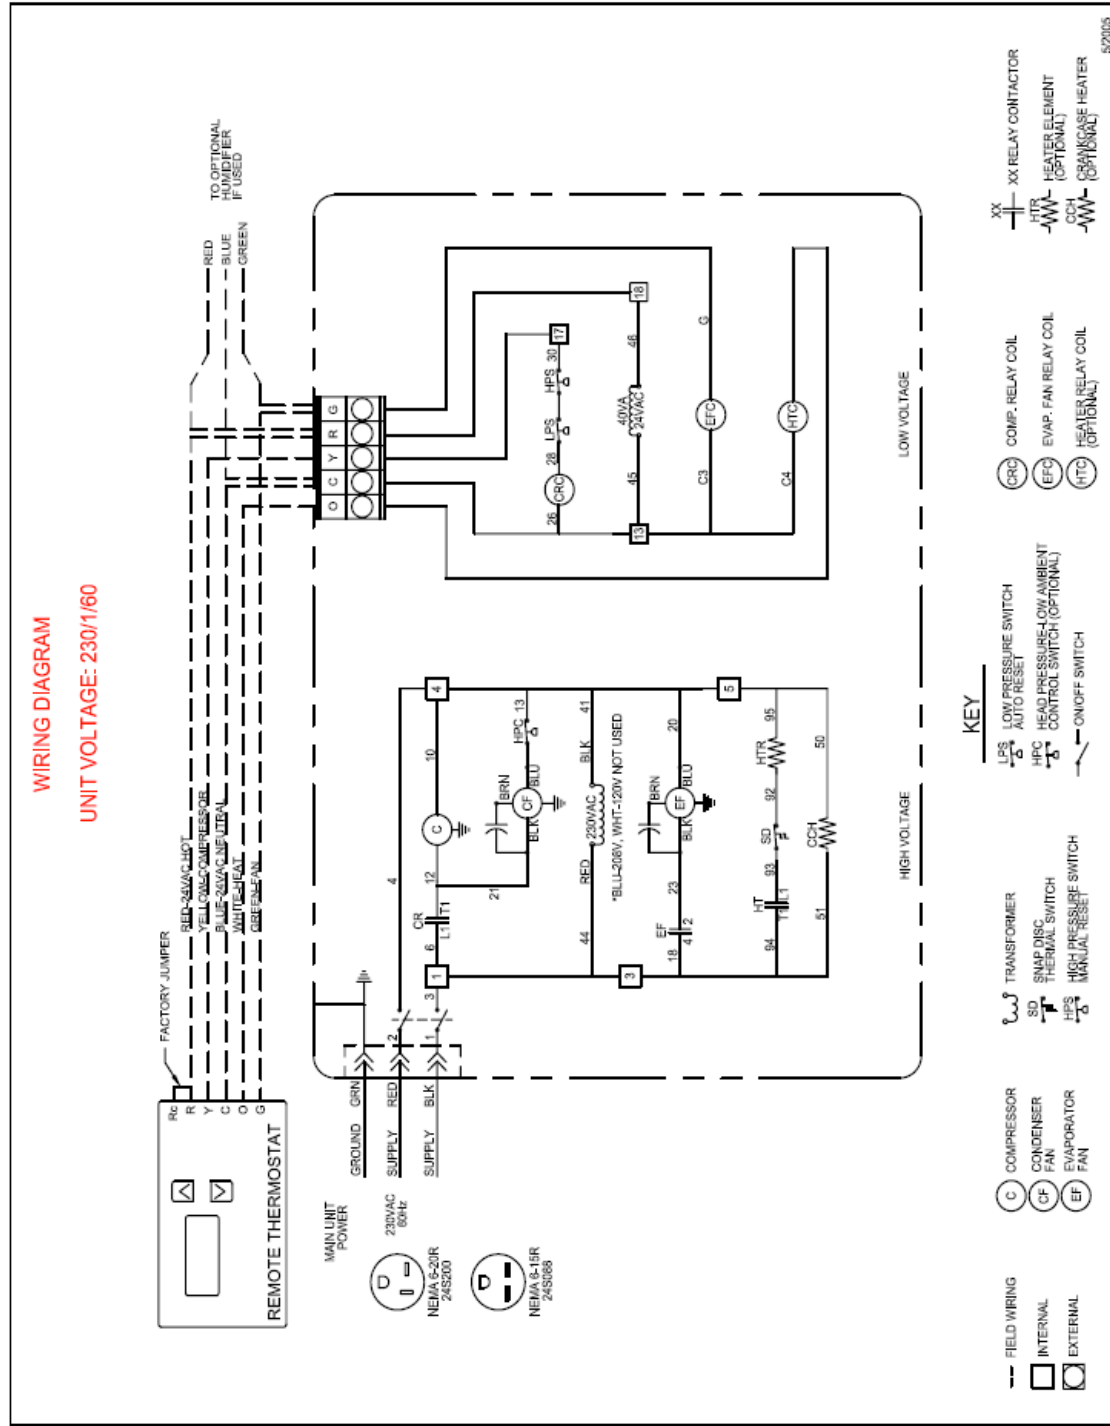 WIRING DIAGRAM
UNIT VOLTAGE: 230/1/60
FACTORY JUMPER
Rc
R
Y
C
O
G
REMOTE THERMOSTAT
RED-24VAC HOT
YELLOW-COMPRESSOR
BLUE-24VAC NEUTRAL
WHITE-HEAT
GREEN-FAN
RED
BLUE
GREEN
TO OPTIONAL
HUMIDIFIER
IF USED
O C Y R G
MAIN UNIT
POWER
230VAC
60Hz
NEMA 6-20R
24S200
NEMA 6-15R
24S088
GROUND GRN
SUPPLY RED
SUPPLY BLK
2
1
3
4
1
6
CR
L1 T1
12
C
10
4
21
BRN
BLK
CF
BLU
HPC
13
44
RED
230VAC
BLK
41
*BLU-208V, WHT-120V NOT USED
3
18
EF
4 2
23
BRN
BLK
EF
BLU
20
5
94
HT
T1 L1
93
SD
92
HTR
95
51
CCH
50
HIGH VOLTAGE
26
CRC
28
LPS
HPS
30
17
13
45
40VA
24VAC
46
18
C3
EFC
G
C4
HTC
LOW VOLTAGE
KEY
FIELD WIRING
INTERNAL
EXTERNAL
C COMPRESSOR
CF CONDENSER
FAN
EF EVAPORATOR
FAN
TRANSFORMER
SD SNAP DISC
THERMAL SWITCH
HPS HIGH PRESSURE SWITCH
MANUAL RESET
LPS LOW PRESSURE SWITCH
AUTO RESET
HPC HEAD PRESSURE-LOW AMBIENT
CONTROL SWITCH (OPTIONAL)
ON/OFF SWITCH
CRC COMP. RELAY COIL
EFC EVAP. FAN RELAY COIL
HTC HEATER RELAY COIL
(OPTIONAL)
XX XX RELAY CONTACTOR
HTR HEATER ELEMENT
(OPTIONAL)
CCH CRANKCASE HEATER
(OPTIONAL)
5/2005